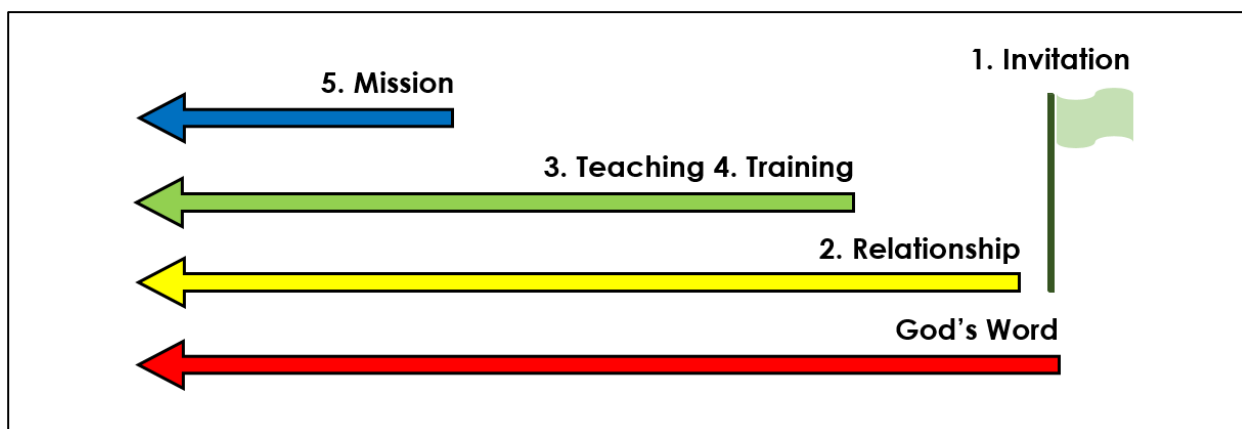 1. Invitation
5. Mission
3. Teaching 4. Training
2. Relationship
God’s Word